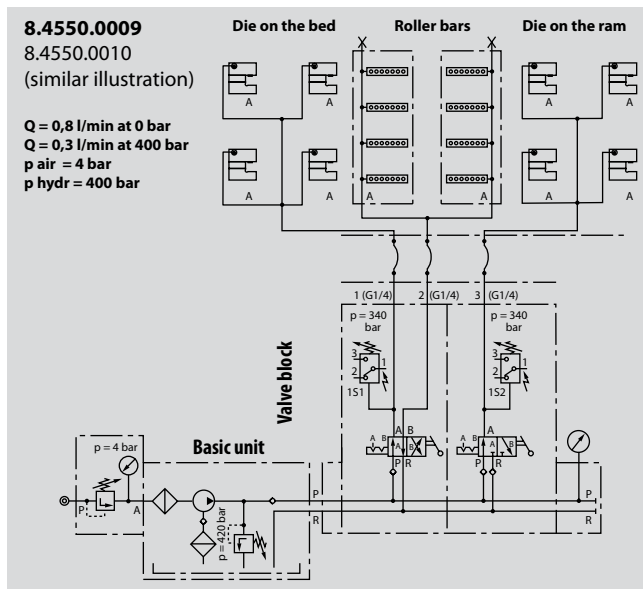 8.4550.0009
8.4550.0010
(similar illustration)
Q = 0,8 l/min at 0 bar
Q = 0,3 l/min at 400 bar
p air = 4 bar
p hydr = 400 bar
Die on the bed
Roller bars
Die on the ram
A A A A
A A
A A A A
1 (G1/4) 2 (G1/4) 3 (G1/4)
p = 340
bar
3
2
1
1S1
p = 340
bar
3
2
1
1S2
Valve block
A B
A B A B
P R
A
A B A B
P R
Basic unit
p = 4 bar
P A
p = 420 bar
P
R
P
R